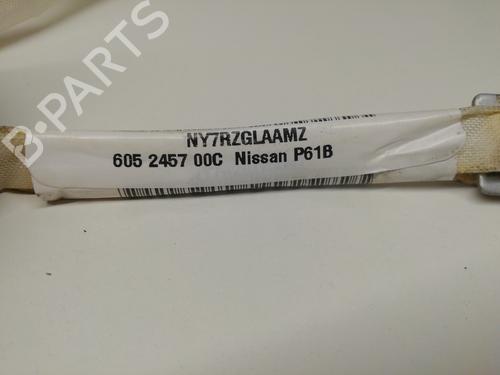 B-PARTS
NY7RZGLAAMZ
605 2457 00C Nissan P61B